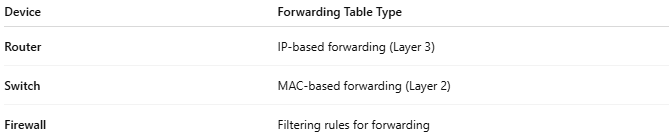 Device Forwarding Table Type
Router IP-based forwarding (Layer 3)
Switch MAC-based forwarding (Layer 2)
Firewall Filtering rules for forwarding